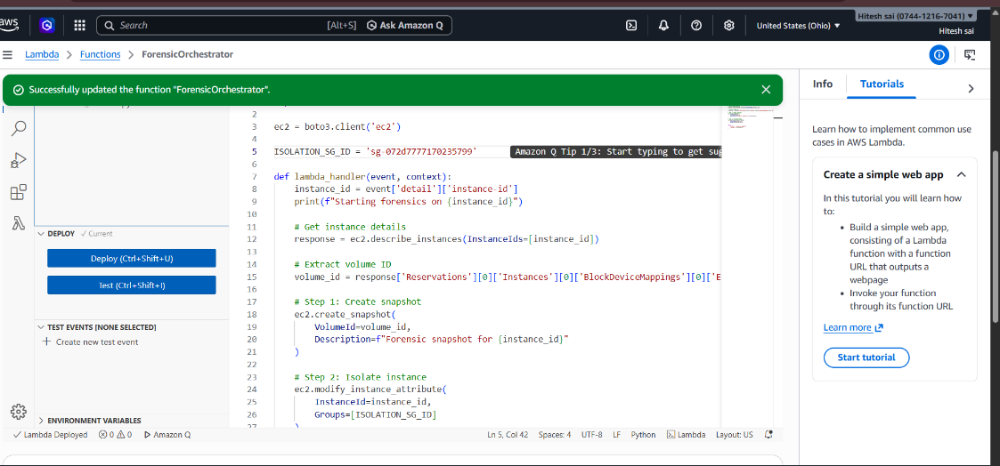 aws
Search
[Alt+S]
Ask Amazon Q
United States (Ohio) ▼
Hitesh sai (0744-1216-7041) ▼
Hitesh sai
Lambda > Functions > ForensicOrchestrator
Successfully updated the function "ForensicOrchestrator".
DEPLOY ✓ Current
Deploy (Ctrl+Shift+U)
Test (Ctrl+Shift+I)
TEST EVENTS [NONE SELECTED]
+ Create new test event
ENVIRONMENT VARIABLES
2
3 ec2 = boto3.client('ec2')
4
5 ISOLATION_SG_ID = 'sg-072d7777170235799' Amazon Q Tip 1/3: Start typing to get sug
6
7 def lambda_handler(event, context):
8 instance_id = event['detail']['instance-id']
9 print(f"Starting forensics on {instance_id}")
10
11 # Get instance details
12 response = ec2.describe_instances(InstanceIds=[instance_id])
13
14 # Extract volume ID
15 volume_id = response['Reservations'][0]['Instances'][0]['BlockDeviceMappings'][0]['E
16
17 # Step 1: Create snapshot
18 ec2.create_snapshot(
19 VolumeId=volume_id,
20 Description=f"Forensic snapshot for {instance_id}"
21 )
22
23 # Step 2: Isolate instance
24 ec2.modify_instance_attribute(
25 InstanceId=instance_id,
26 Groups=[ISOLATION_SG_ID]
27 )
✓ Lambda Deployed 0 0 Amazon Q Ln 5, Col 42 Spaces: 4 UTF-8 LF Python Lambda Layout: US
Info
Tutorials
Learn how to implement common use
cases in AWS Lambda.
Create a simple web app
In this tutorial you will learn how
to:
• Build a simple web app,
consisting of a Lambda
function with a function
URL that outputs a
webpage
• Invoke your function
through its function URL
Learn more
Start tutorial